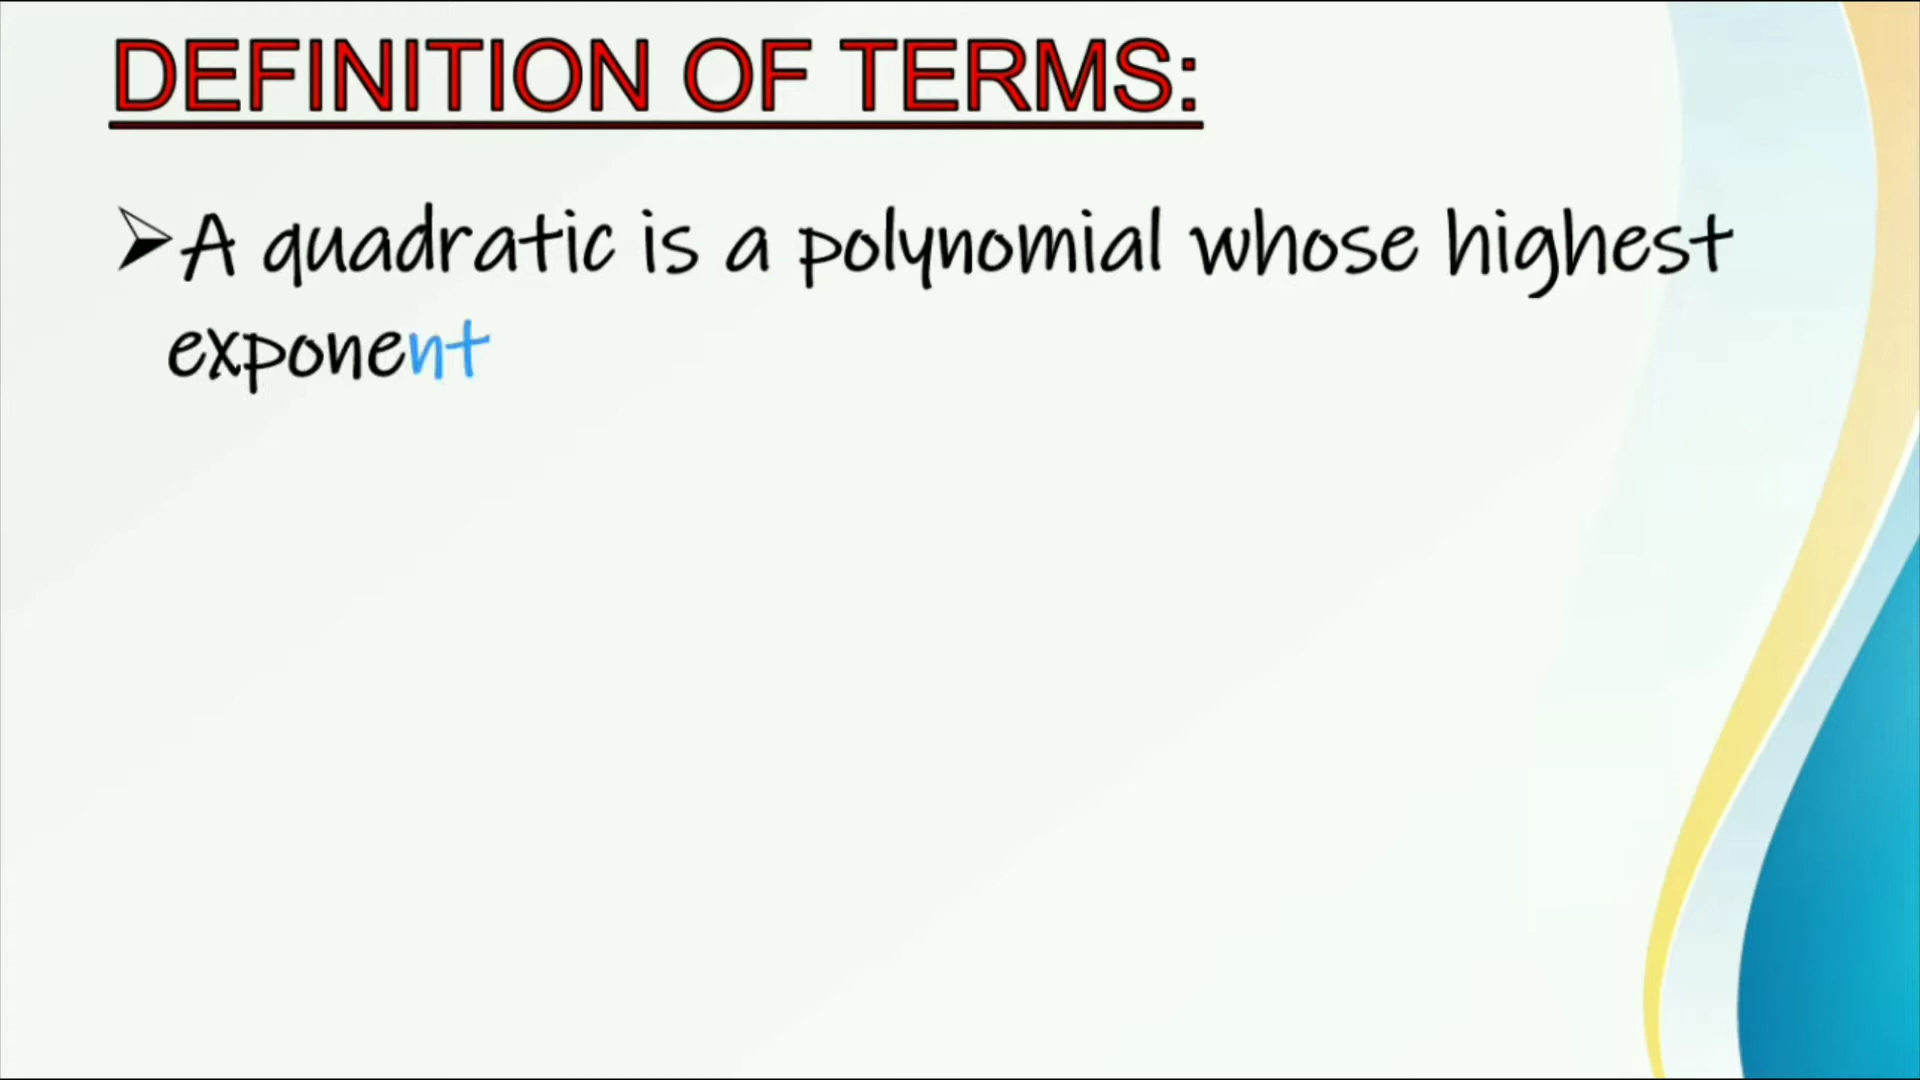 DEFINITION OF TERMS:
➢A quadratic is a polynomial whose highest
exponent